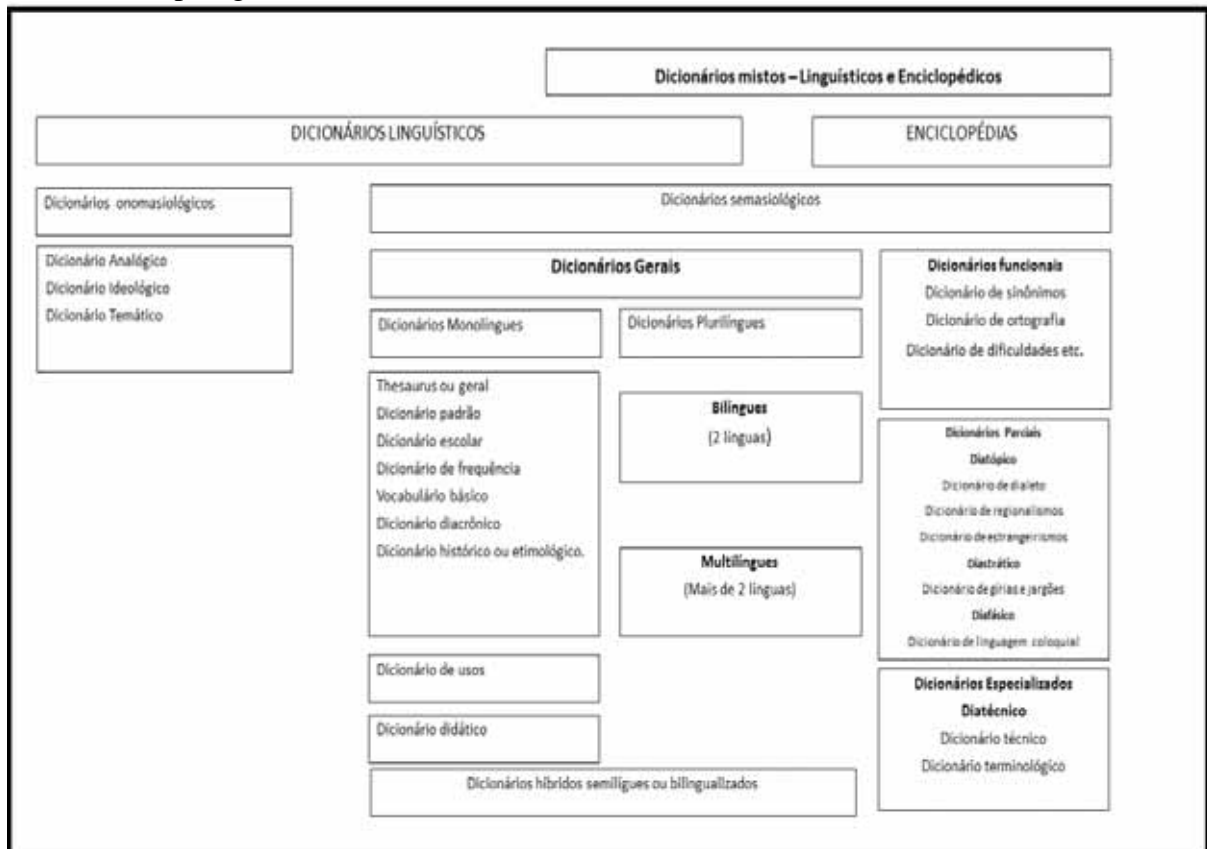 Dicionários mistos – Linguísticos e Enciclopédicos
DICIONÁRIOS LINGUÍSTICOS
ENCICLOPÉDIAS
Dicionários onomasiológicos
Dicionários semasiológicos
Dicionário Analógico
Dicionário Ideológico
Dicionário Temático
Dicionários Gerais
Dicionários Monolingues
Dicionários Plurilíngues
Thesaurus ou geral
Dicionário padrão
Dicionário escolar
Dicionário de frequência
Vocabulário básico
Dicionário diacrônico
Dicionário histórico ou etimológico.
Bilíngues
(2 línguas)
Multilíngues
(Mais de 2 línguas)
Dicionário de usos
Dicionário didático
Dicionários híbridos semiligues ou bilingualizados
Dicionários funcionais
Dicionário de sinônimos
Dicionário de ortografia
Dicionário de dificuldades etc.
Dicionários Parciais
Diatópico
Dicionário de dialeto
Dicionário de regionalismos
Dicionário de estrangeirismos
Diastrático
Dicionário de gírias e jargões
Diafásico
Dicionário de linguagem coloquial
Dicionários Especializados
Diatécnico
Dicionário técnico
Dicionário terminológico